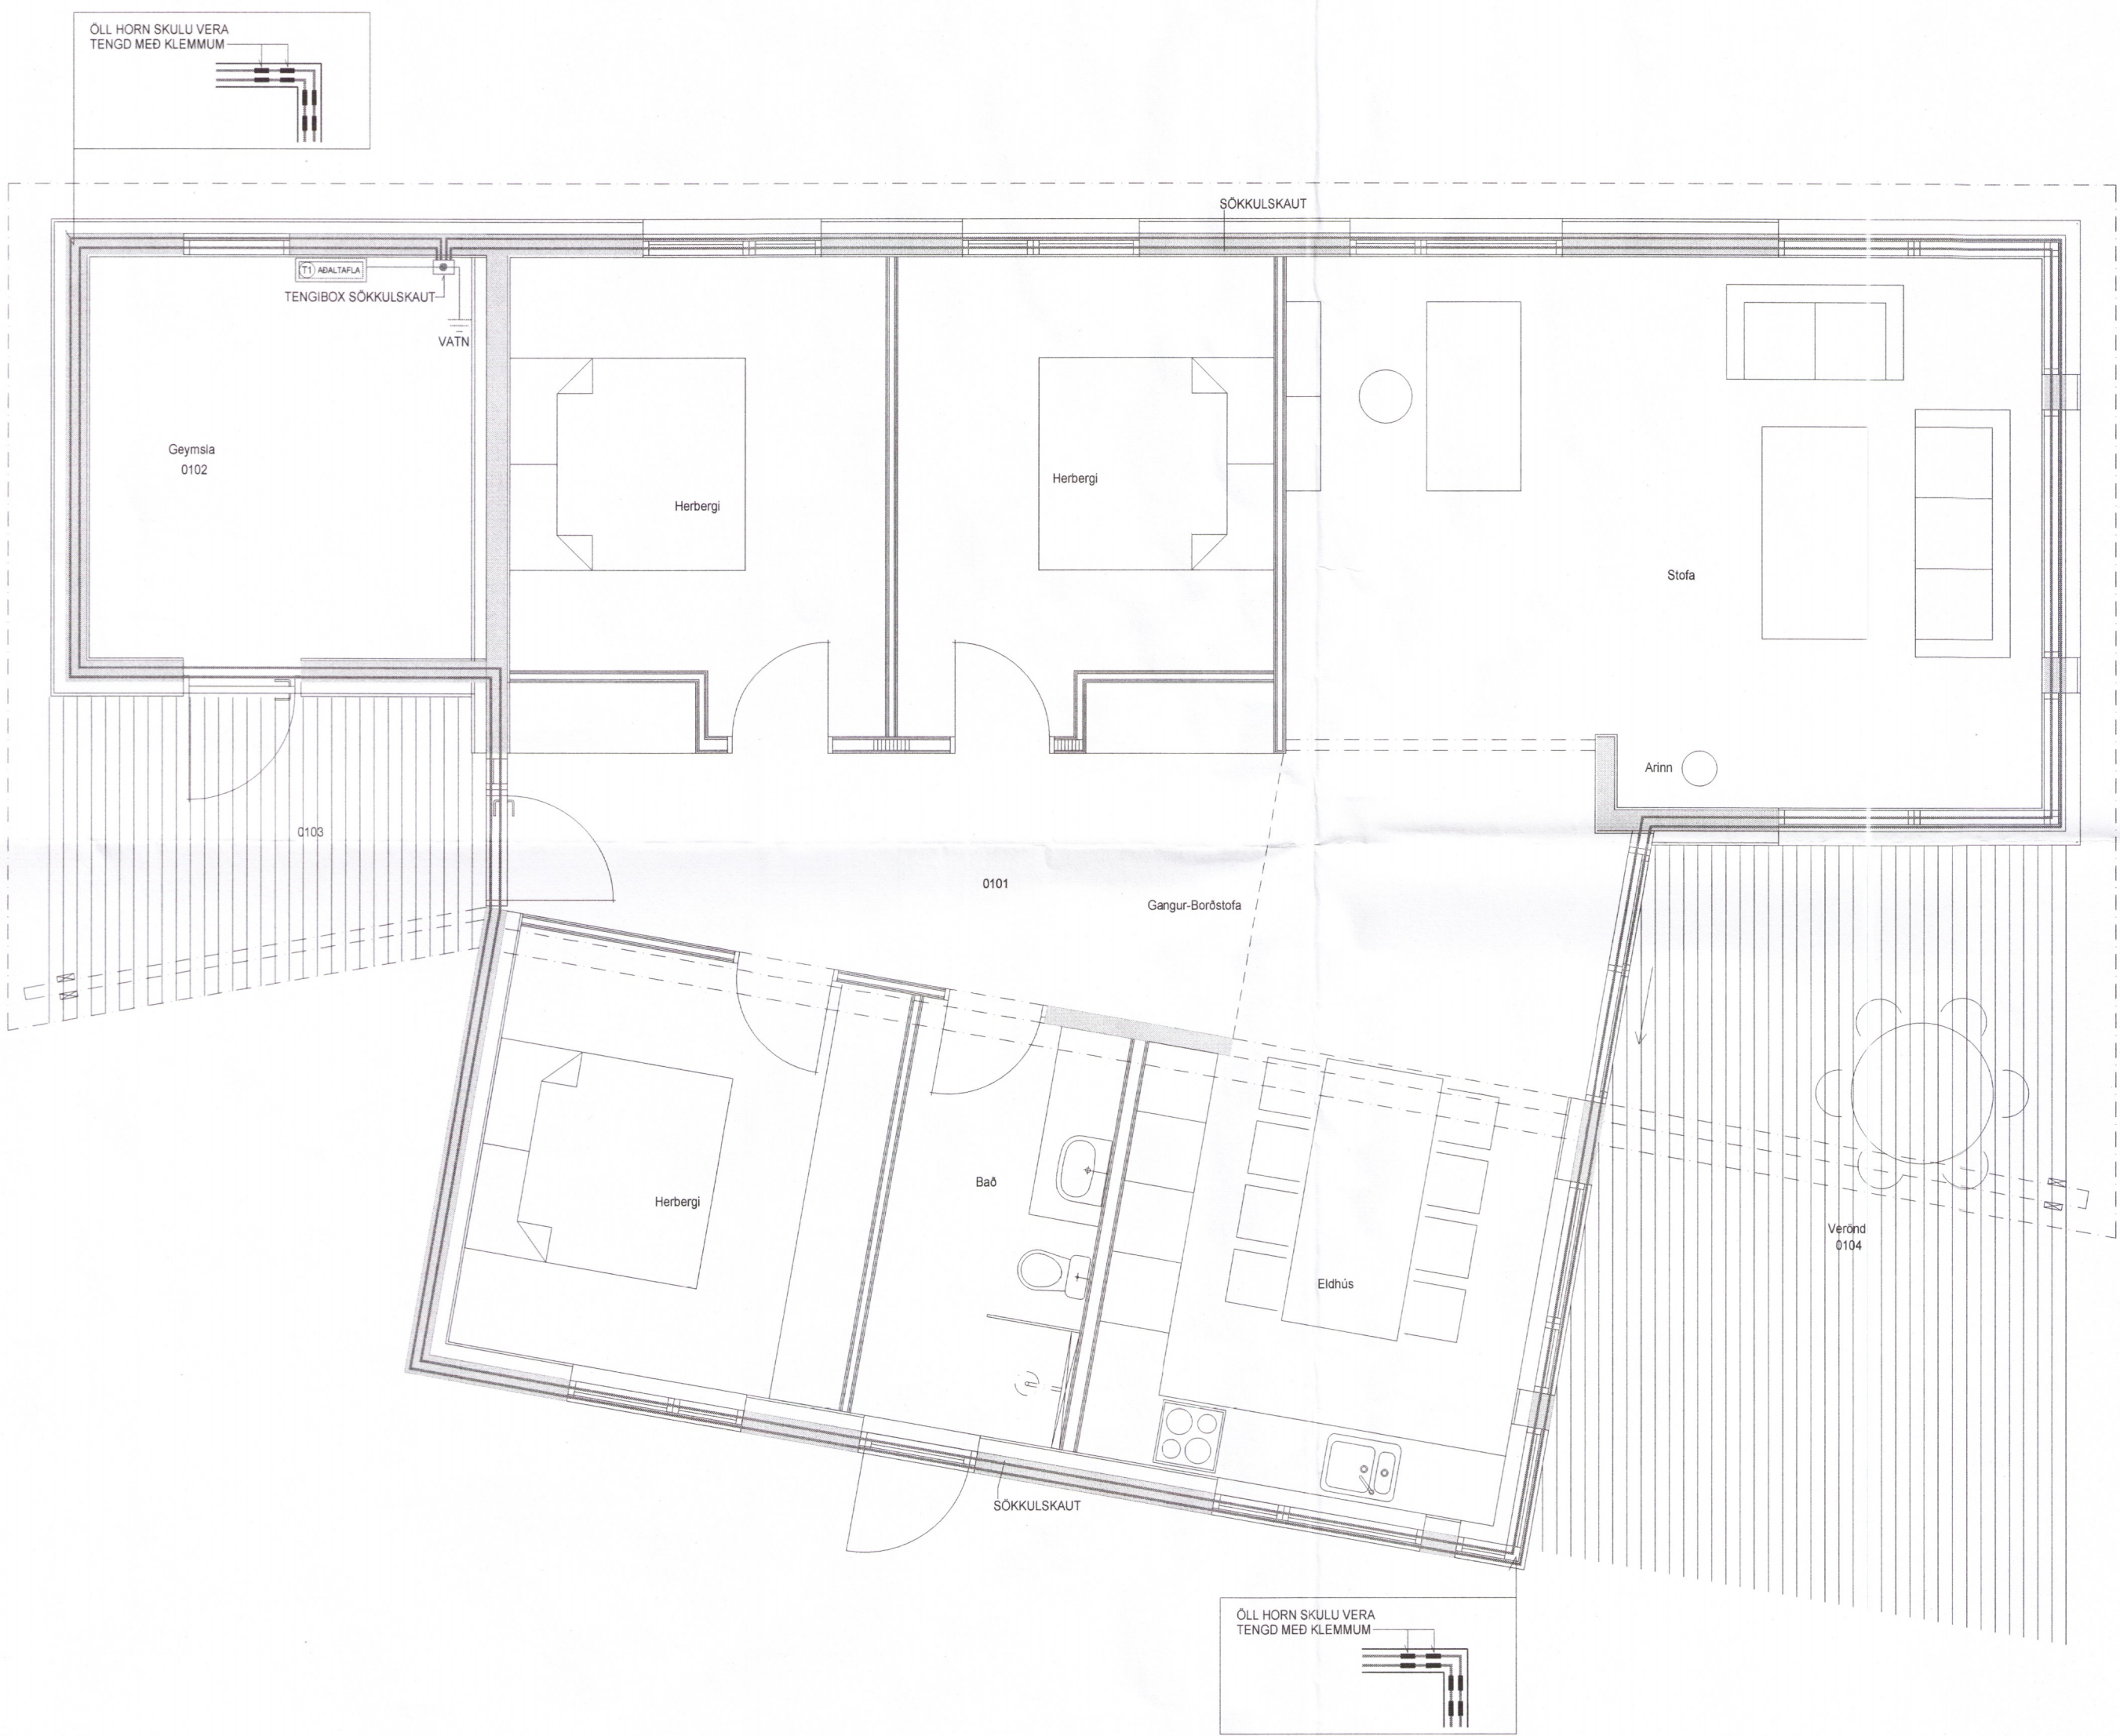 ÖLL HORN SKULU VERA
TENGD MEÐ KLEMMUM
SÖKKULSKAUT
T1 AÐALTAFLA
TENGIBOX SÖKKULSKAUT
VATN
Geymsla
0102
Herbergi
Herbergi
Stofa
Arinn
0103
0101
Gangur-Borðstofa
Herbergi
Bað
Eldhús
Verönd
0104
SÖKKULSKAUT
ÖLL HORN SKULU VERA
TENGD MEÐ KLEMMUM